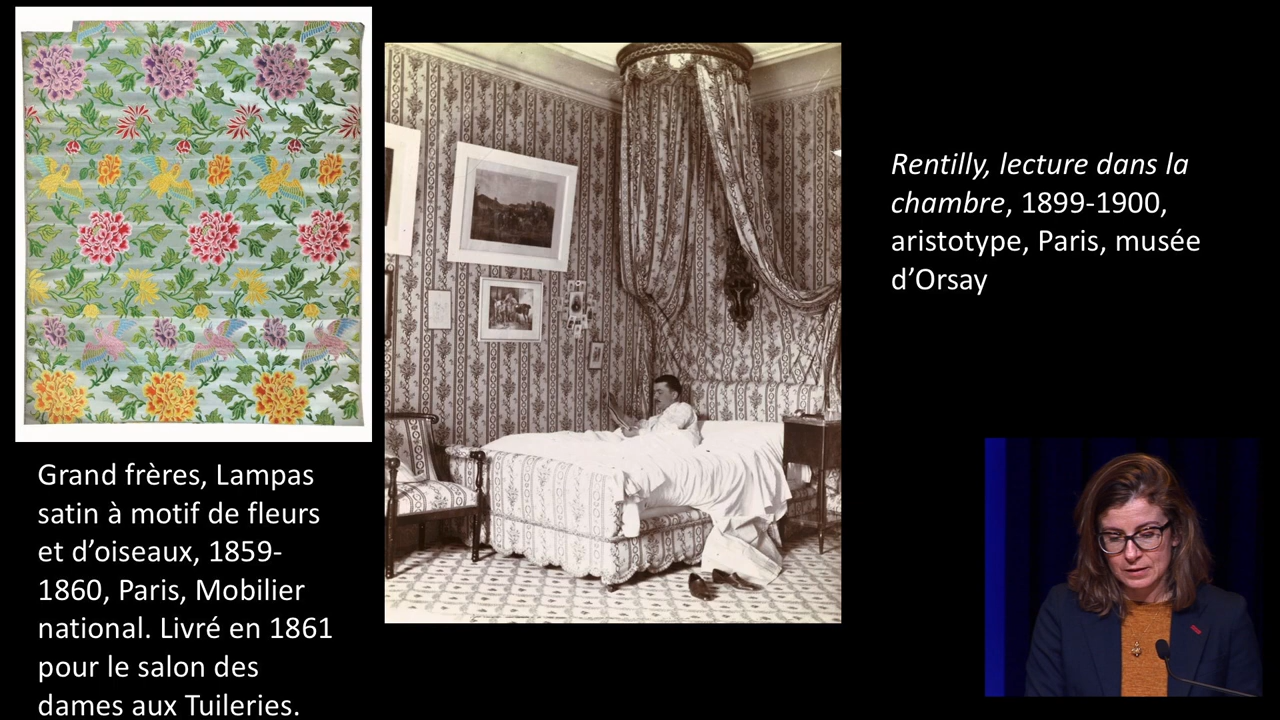 Grand frères, Lampas
satin à motif de fleurs
et d’oiseaux, 1859-
1860, Paris, Mobilier
national. Livré en 1861
pour le salon des
dames aux Tuileries.
Rentilly, lecture dans la
chambre, 1899-1900,
aristotype, Paris, musée
d’Orsay